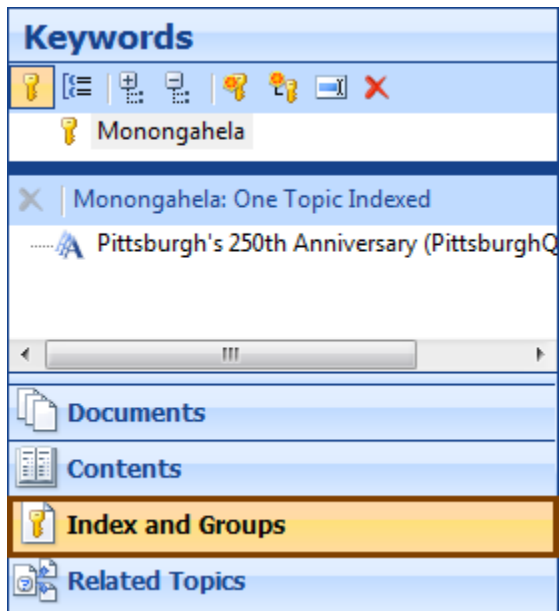 Keywords
Monongahela
Monongahela: One Topic Indexed
Pittsburgh's 250th Anniversary (PittsburghQ
Documents
Contents
Index and Groups
Related Topics